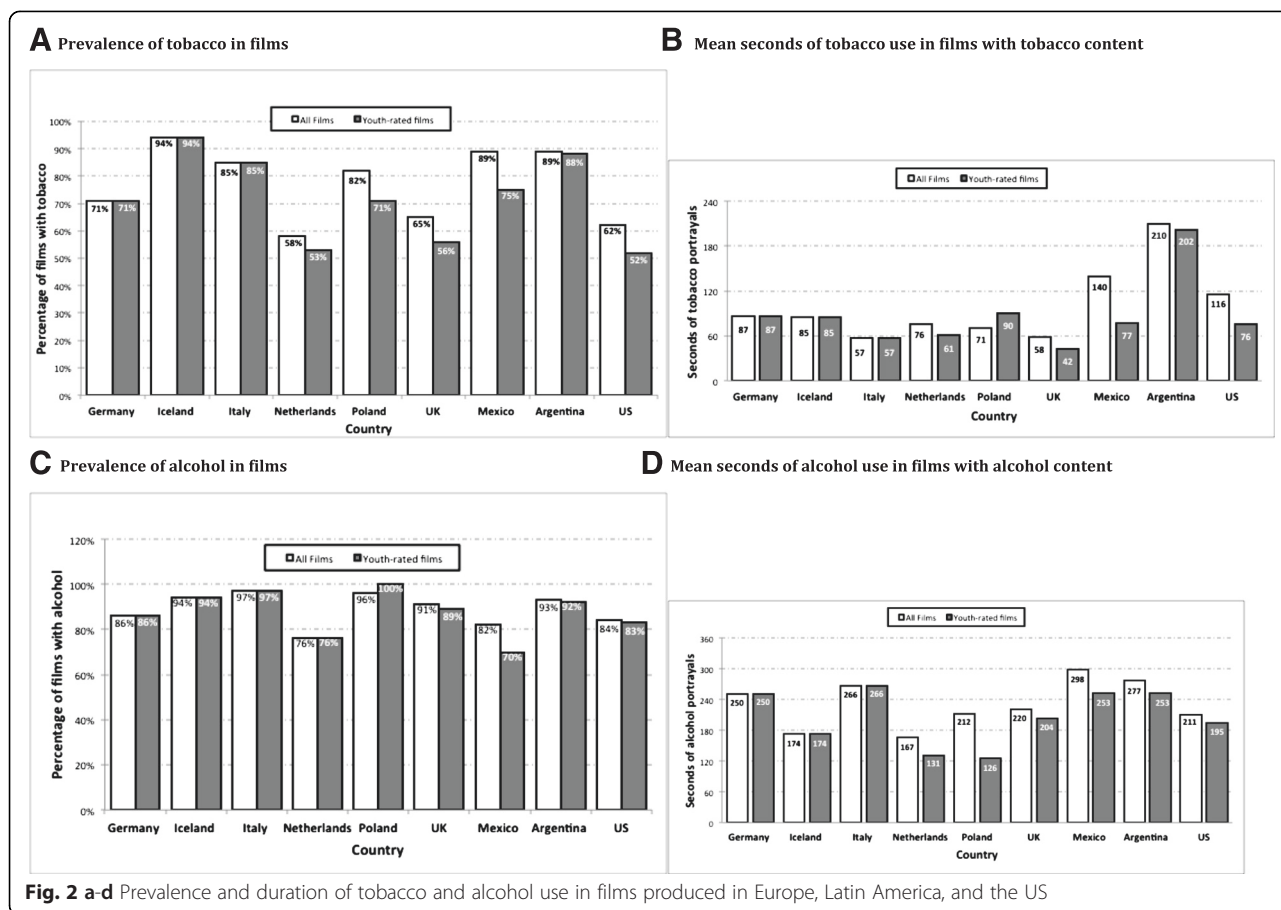 A Prevalence of tobacco in films
All Films Youth-rated films
Percentage of films with tobacco
100%
90%
80%
70%
60%
50%
40%
30%
20%
10%
0%
71% 71% 94% 94% 85% 85% 58% 53% 82% 71% 65% 56% 89% 75% 89% 88% 62% 52%
Germany Iceland Italy Netherlands Poland UK Mexico Argentina US
Country
B Mean seconds of tobacco use in films with tobacco content
All Films Youth-rated films
Seconds of tobacco portrayals
240
180
120
60
0
87 87 85 85 57 57 76 61 71 90 58 42 140 77 210 202 116 76
Germany Iceland Italy Netherlands Poland UK Mexico Argentina US
Country
C Prevalence of alcohol in films
All Films Youth-rated films
Percentage of films with alcohol
120%
100%
80%
60%
40%
20%
0%
86% 86% 94% 94% 97% 97% 76% 76% 96% 100% 91% 89% 82% 70% 93% 92% 84% 83%
Germany Iceland Italy Netherlands Poland UK Mexico Argentina US
Country
D Mean seconds of alcohol use in films with alcohol content
All Films Youth-rated films
Seconds of alcohol portrayals
360
300
240
180
120
60
0
250 250 174 174 266 266 167 131 212 126 220 204 298 253 277 253 211 195
Germany Iceland Italy Netherlands Poland UK Mexico Argentina US
Country
Fig. 2 a-d Prevalence and duration of tobacco and alcohol use in films produced in Europe, Latin America, and the US